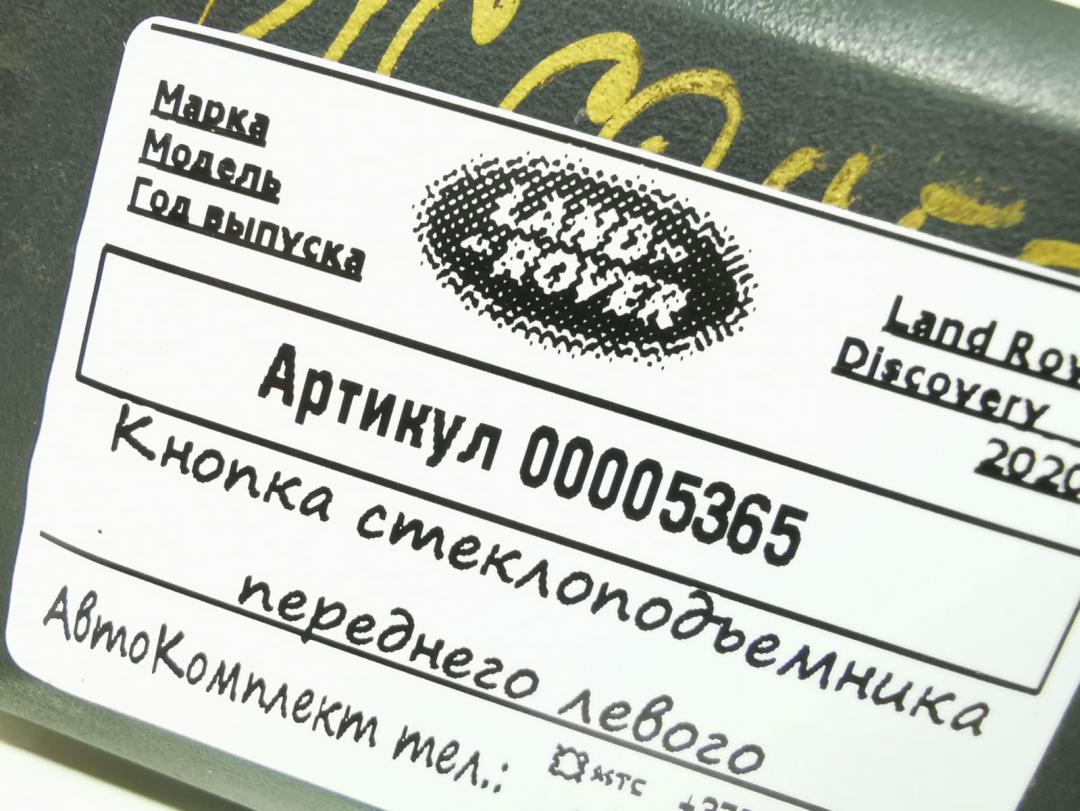 Марка
Модель
Год выпуска
LAND
ROVER
Land Rov
Discovery
2020
Артикул 00005365
Кнопка стеклоподъемника
переднего левого
АвтоКомплект тел.: